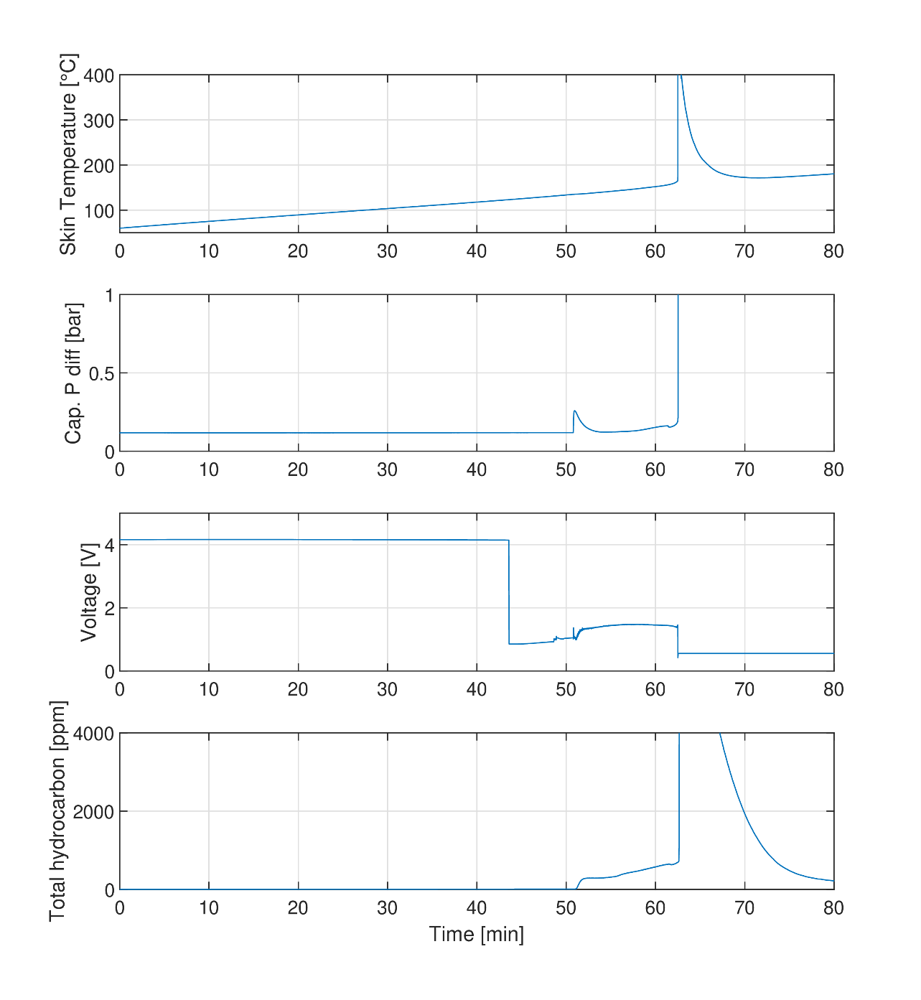 Skin Temperature [°C]
400
300
200
100
0 10 20 30 40 50 60 70 80
Cap. P diff [bar]
1
0.5
0
0 10 20 30 40 50 60 70 80
Voltage [V]
4
2
0
0 10 20 30 40 50 60 70 80
Total hydrocarbon [ppm]
4000
2000
0
0 10 20 30 40 50 60 70 80
Time [min]